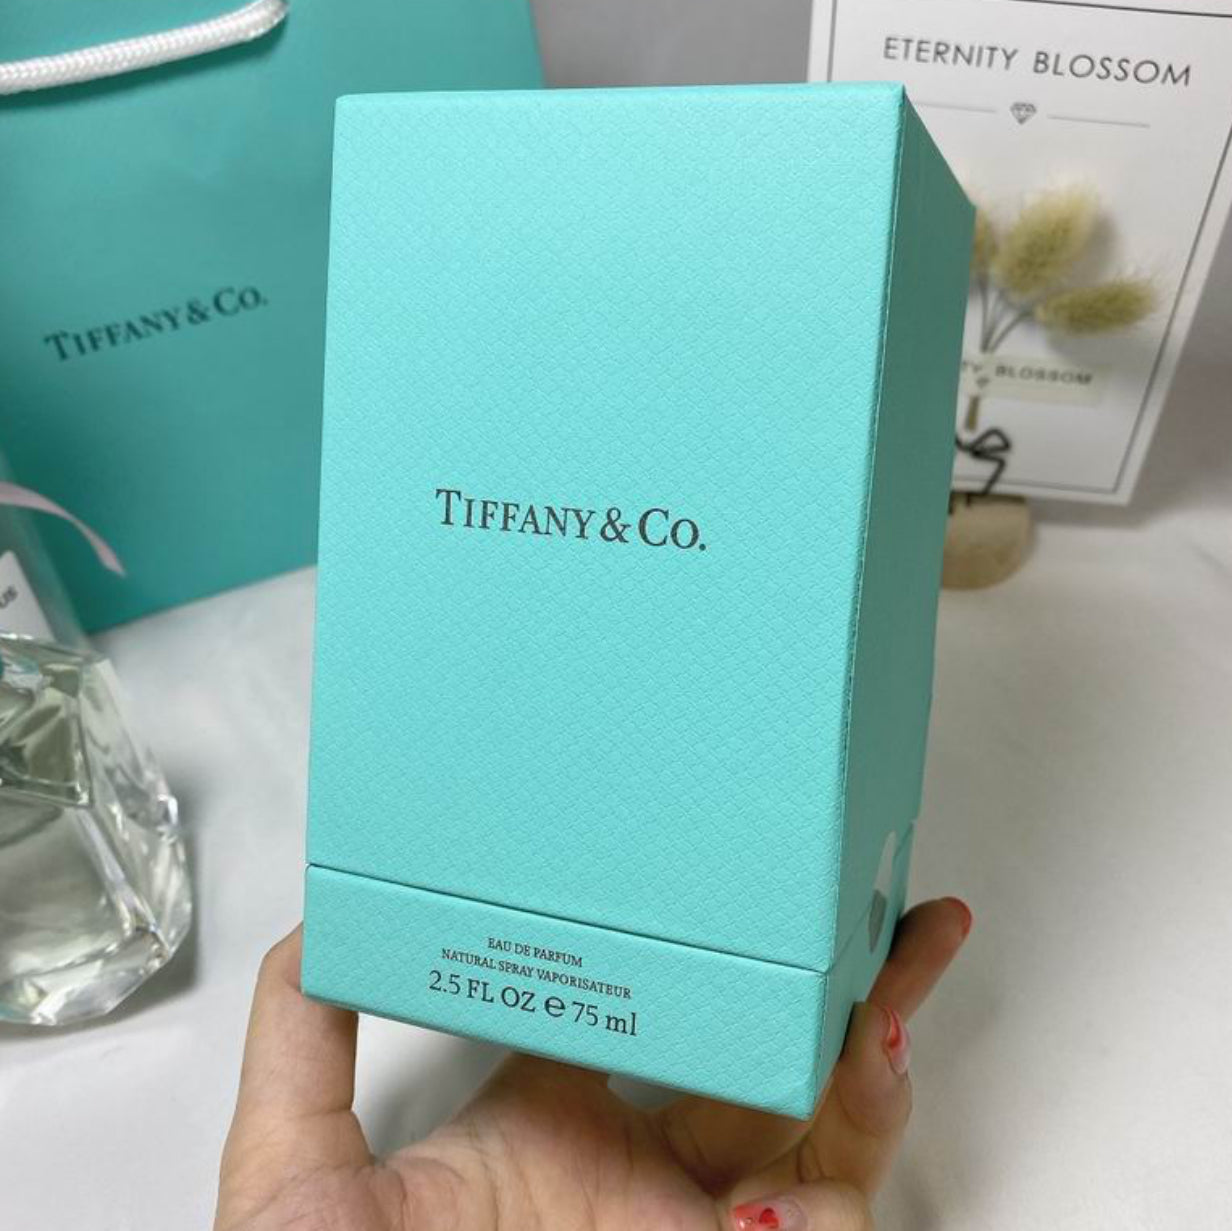 ETERNITY BLOSSOM
TIFFANY & CO.
BLOSSOM
TIFFANY & CO.
EAU DE PARFUM
NATURAL SPRAY VAPORISATEUR
2.5 FL OZ ℮ 75 ml